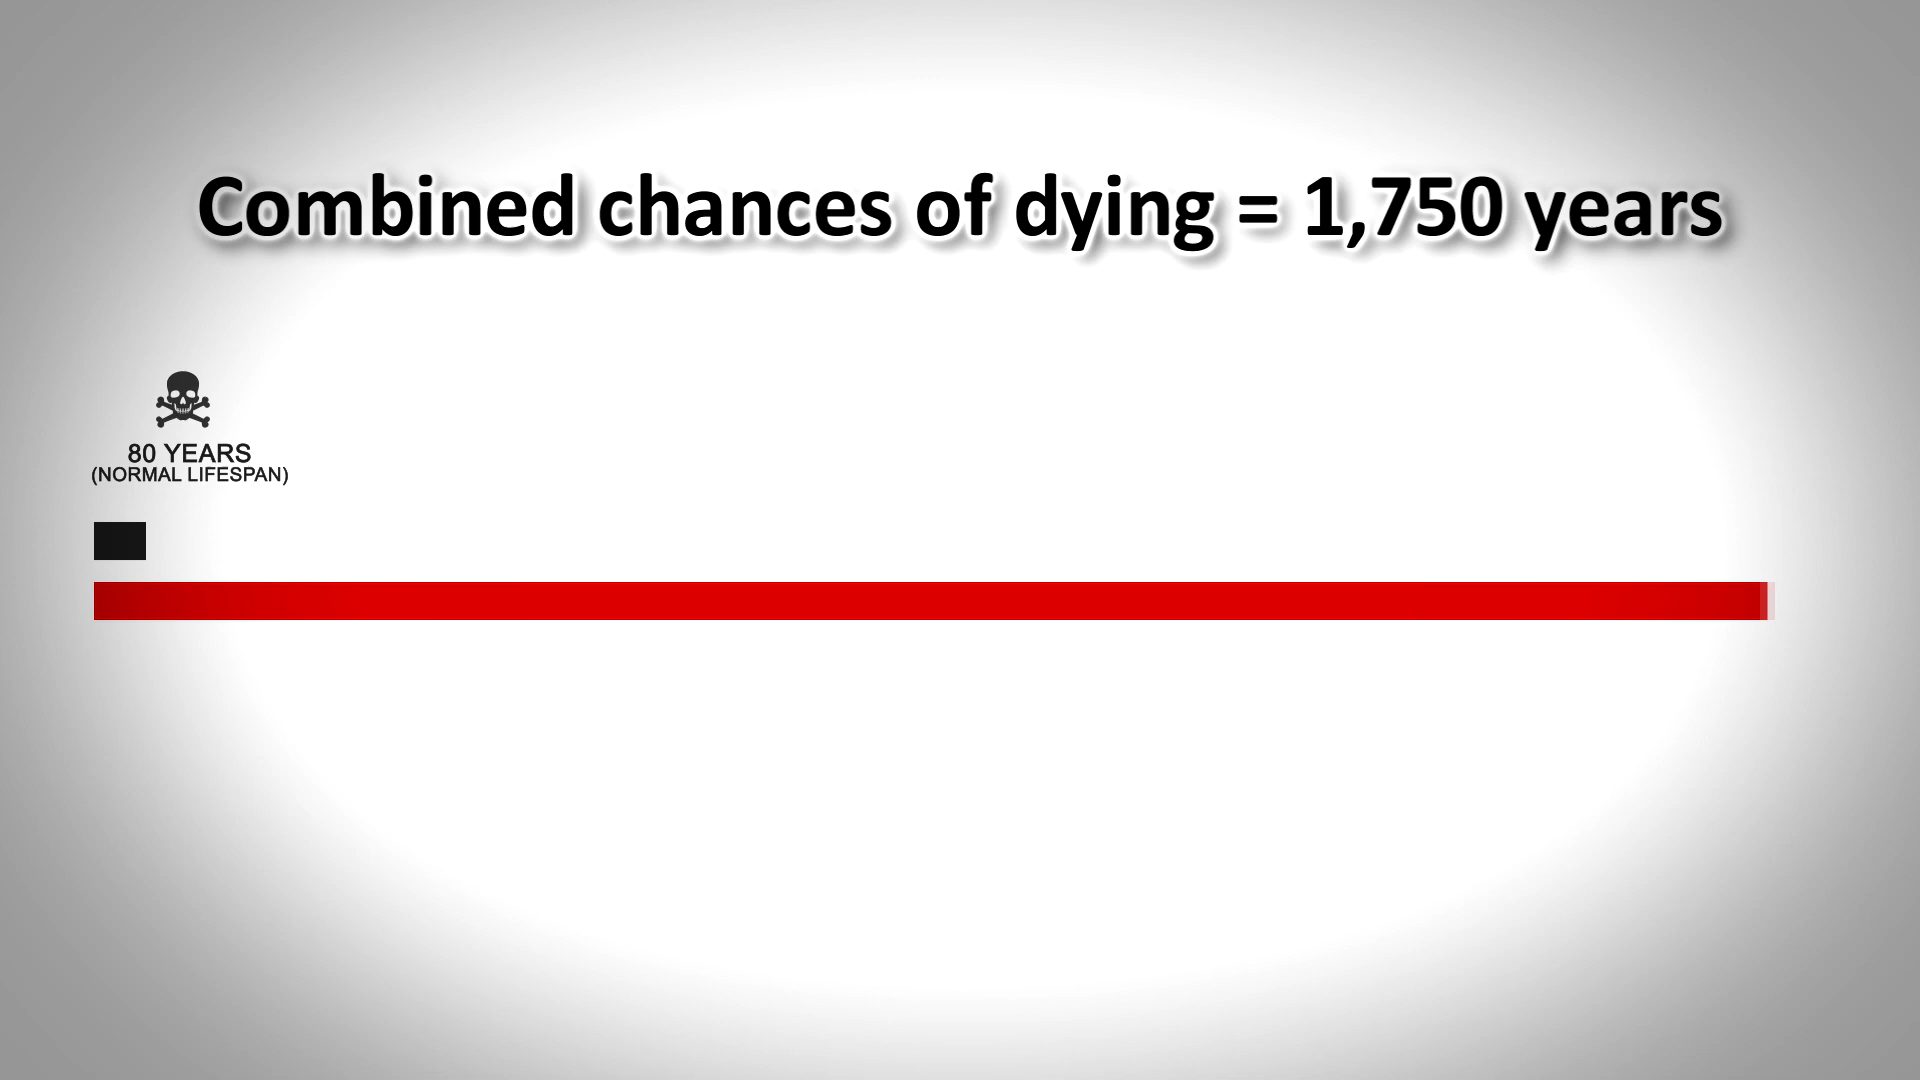 Combined chances of dying = 1,750 years
80 YEARS
(NORMAL LIFESPAN)